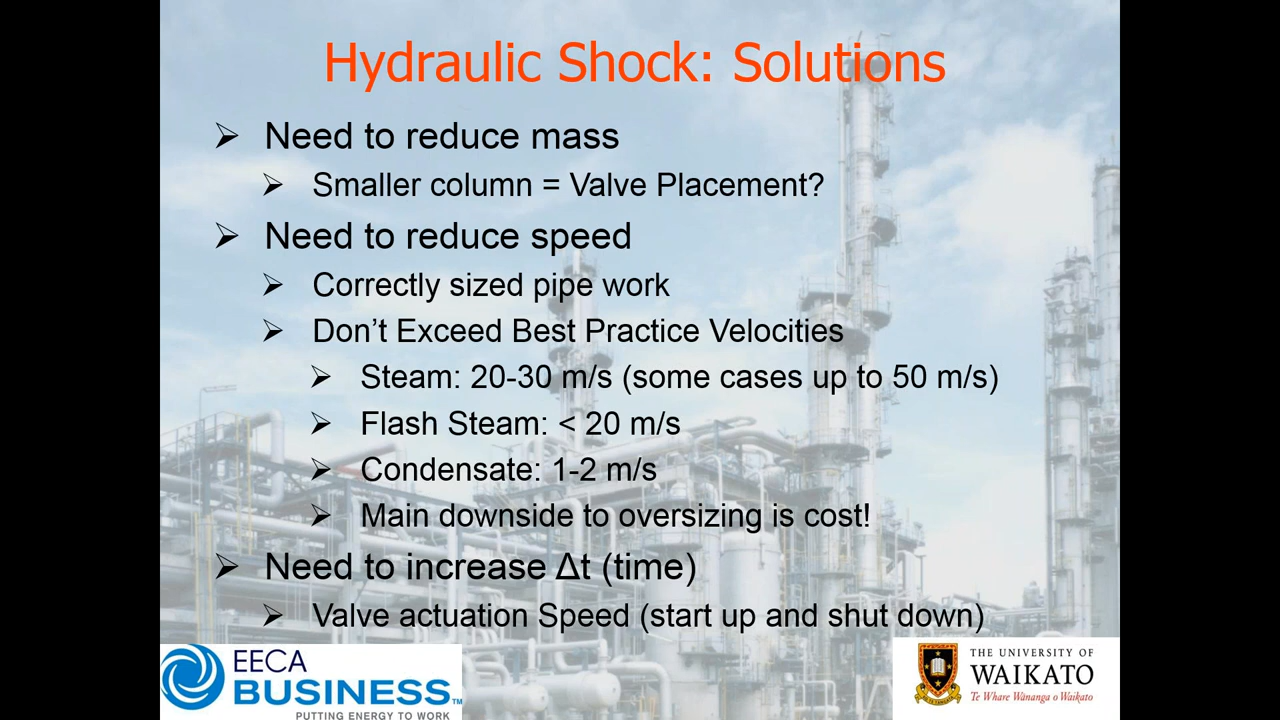 Hydraulic Shock: Solutions
➢ Need to reduce mass
➢ Smaller column = Valve Placement?
➢ Need to reduce speed
➢ Correctly sized pipe work
➢ Don’t Exceed Best Practice Velocities
➢ Steam: 20-30 m/s (some cases up to 50 m/s)
➢ Flash Steam: < 20 m/s
➢ Condensate: 1-2 m/s
➢ Main downside to oversizing is cost!
➢ Need to increase Δt (time)
➢ Valve actuation Speed (start up and shut down)
EECA
BUSINESS™
PUTTING ENERGY TO WORK
THE UNIVERSITY OF
WAIKATO
Te Whare Wānanga o Waikato